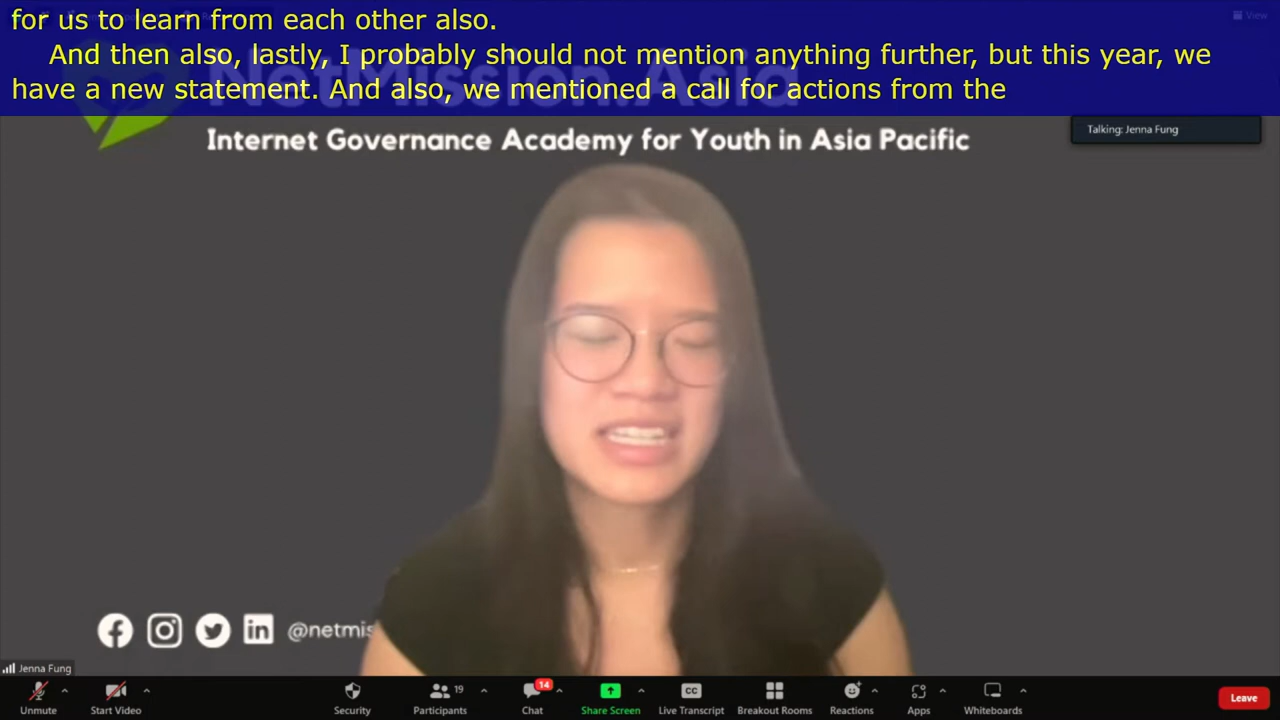 for us to learn from each other also.
And then also, lastly, I probably should not mention anything further, but this year, we
have a new statement. And also, we mentioned a call for actions from the
View
NetMission.Asia
Talking: Jenna Fung
Internet Governance Academy for Youth in Asia Pacific
@netmis
Jenna Fung
19
14
CC
Unmute
Start Video
Security
Participants
Chat
Share Screen
Live Transcript
Breakout Rooms
Reactions
Apps
Whiteboards
Leave